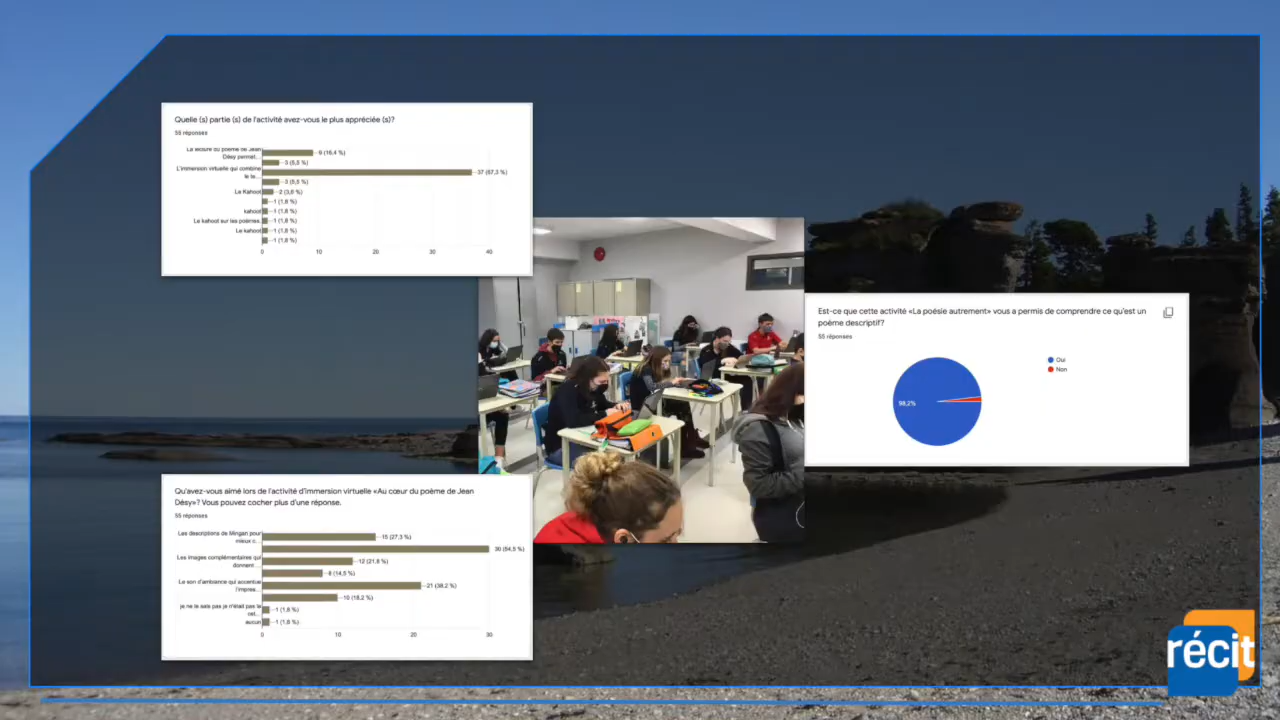 Quelle (s) partie (s) de l'activité avez-vous le plus appréciée (s)?
55 réponses
La lecture du poème de Jean
Désy permet...
9 (16,4 %)
3 (5,5 %)
L'immersion virtuelle qui combine
le te...
37 (67,3 %)
3 (5,5 %)
Le Kahoot
2 (3,6 %)
1 (1,8 %)
kahoot
1 (1,8 %)
Le kahoot sur les poèmes.
1 (1,8 %)
Le kahoot
1 (1,8 %)
1 (1,8 %)
0 10 20 30 40
Est-ce que cette activité «La poésie autrement» vous a permis de comprendre ce qu'est un
poème descriptif?
55 réponses
Oui
Non
98,2%
Qu'avez-vous aimé lors de l'activité d'immersion virtuelle «Au cœur du poème de Jean
Désy»? Vous pouvez cocher plus d'une réponse.
55 réponses
Les descriptions de Mingan pour
mieux c...
15 (27,3 %)
30 (54,5 %)
Les images complémentaires qui
donnent ...
12 (21,8 %)
8 (14,5 %)
Le son d'ambiance qui accentue
l'impres...
21 (38,2 %)
10 (18,2 %)
je ne le sais pas je n'était pas la
1 (1,8 %)
aucun
1 (1,8 %)
0 10 20 30
récit